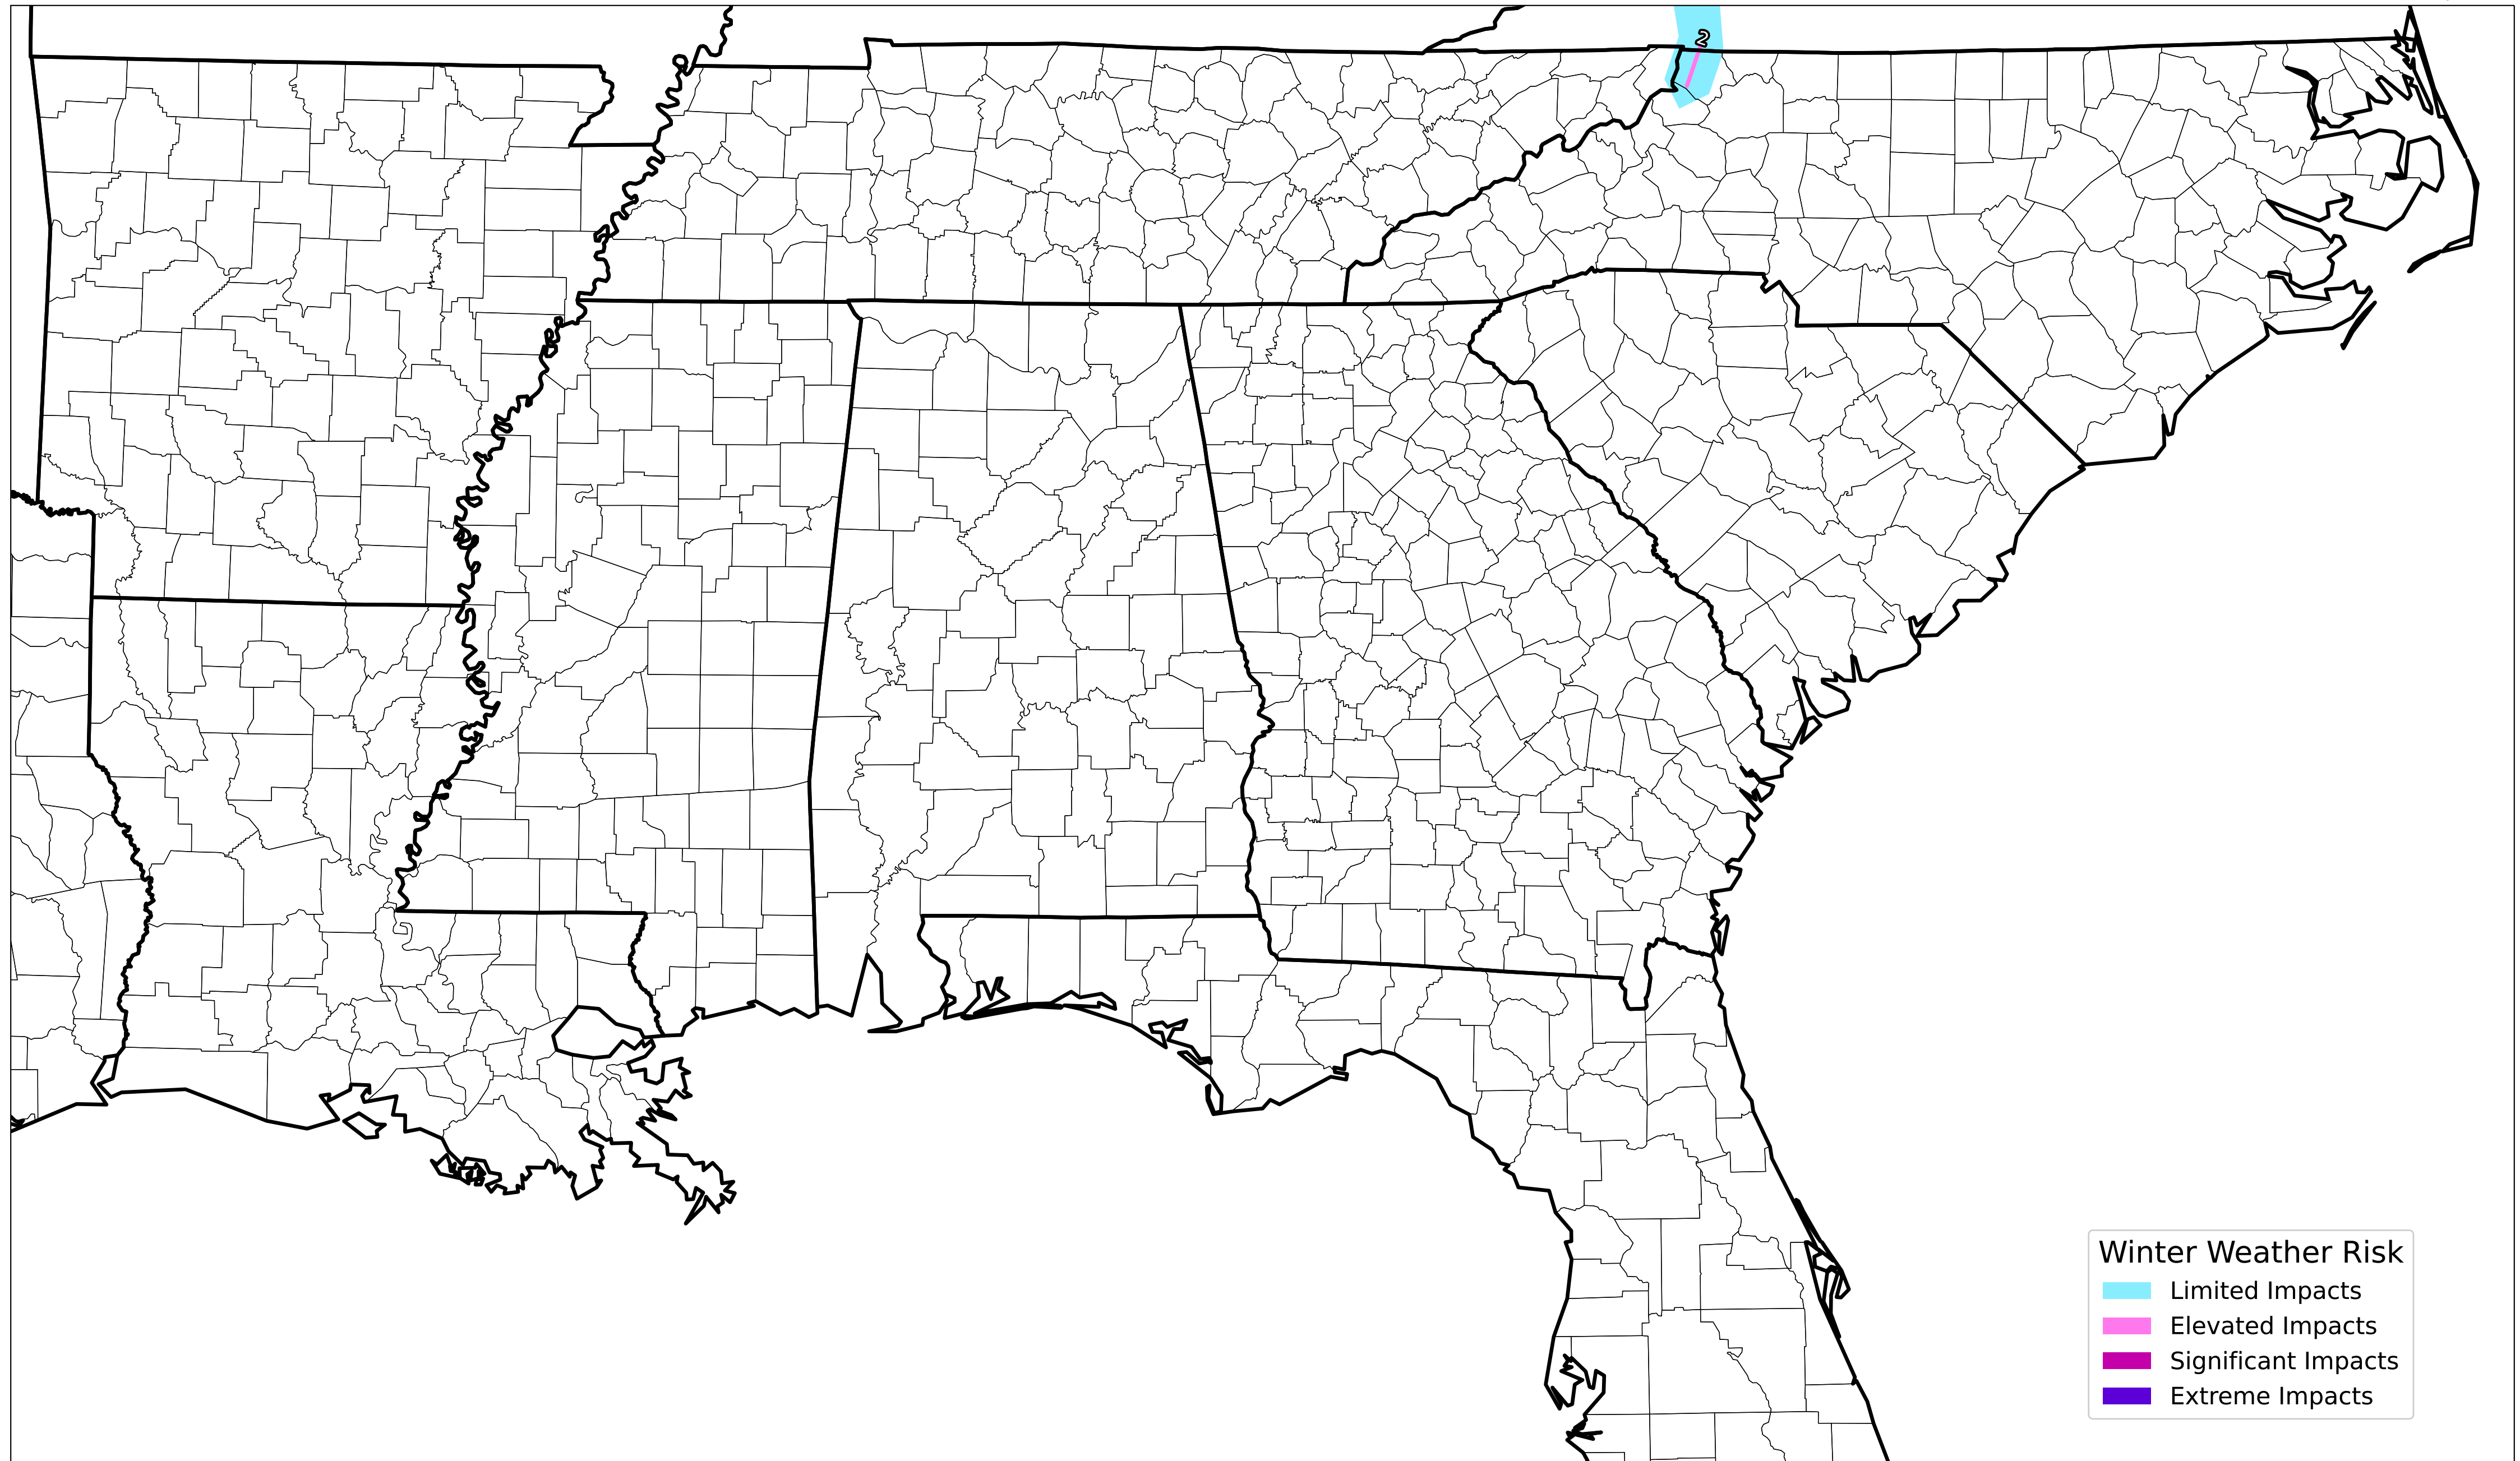 2
Winter Weather Risk
Limited Impacts
Elevated Impacts
Significant Impacts
Extreme Impacts